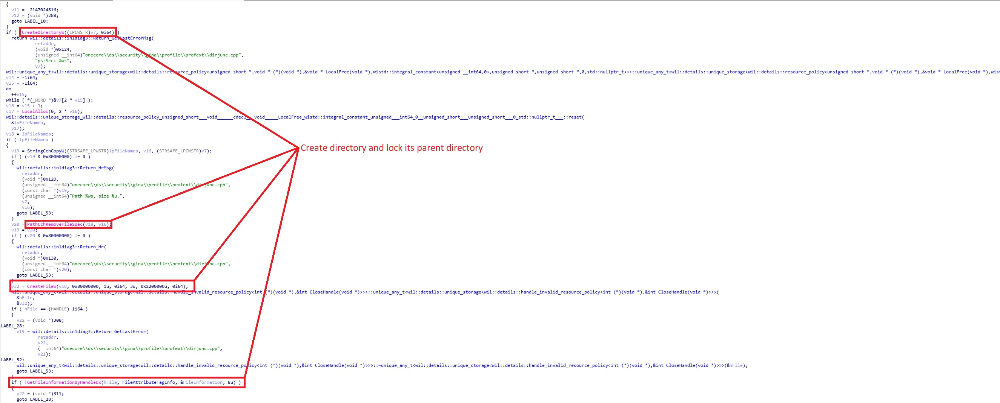 {
v11 = -2147024816;
v12 = (void *)288;
goto LABEL_10;
}
if ( !CreateDirectoryW((LPCWSTR)v7, 0i64) )
return wil::details::in1diag3::Return_GetLastErrorMsg(
retaddr,
(void *)0x124,
(unsigned __int64)"onecore\\ds\\security\\gina\\profile\\profext\\dirjunc.cpp",
"pszSrc: %ws",
v7);
wil::unique_any_t<wil::details::unique_storage<wil::details::resource_policy<unsigned short *,void * (*)(void *),&void * LocalFree(void *),wistd::integral_constant<unsigned __int64,0>,unsigned short *,unsigned short *,0,std::nullptr_t>>>::unique_any_t<wil::details::unique_storage<wil::details::resource_policy<unsigned short *,void * (*)(void *),&void * LocalFree(void *),wist
v14 = -1i64;
v15 = -1i64;
do
++v15;
while ( *(_WORD *)&v7[2 * v15] );
v16 = v15 + 1;
v17 = LocalAlloc(0, 2 * v16);
wil::details::unique_storage_wil::details::resource_policy_unsigned_short___void______cdecl___void_____LocalFree_wistd::integral_constant_unsigned___int64_0__unsigned_short___unsigned_short___0_std::nullptr_t___::reset(
&lpFileNamea,
v17);
v18 = lpFileNamea;
if ( lpFileNamea )
{
v19 = StringCchCopyW((STRSAFE_LPWSTR)lpFileNamea, v16, (STRSAFE_LPCWSTR)v7);
if ( (v19 & 0x80000000) != 0 )
{
wil::details::in1diag3::Return_HrMsg(
retaddr,
(void *)0x12D,
(unsigned __int64)"onecore\\ds\\security\\gina\\profile\\profext\\dirjunc.cpp",
(const char *)v19,
(unsigned __int64)"Path %ws, size %u.",
v7,
v16);
goto LABEL_53;
}
v20 = PathCchRemoveFileSpec(v18, v16);
v19 = v20;
if ( (v20 & 0x80000000) != 0 )
{
wil::details::in1diag3::Return_Hr(
retaddr,
(void *)0x130,
(unsigned __int64)"onecore\\ds\\security\\gina\\profile\\profext\\dirjunc.cpp",
(const char *)v20);
goto LABEL_53;
}
v32 = CreateFileW(v18, 0x80000000, 1u, 0i64, 3u, 0x2200000u, 0i64);
wil::unique_any_t<wil::details::unique_storage<wil::details::handle_invalid_resource_policy<int (*)(void *),&int CloseHandle(void *)>>>::unique_any_t<wil::details::unique_storage<wil::details::handle_invalid_resource_policy<int (*)(void *),&int CloseHandle(void *)>>>(
&hFile,
&v32);
if ( hFile == (HANDLE)-1i64 )
{
v22 = (void *)308;
LABEL_28:
v19 = wil::details::in1diag3::Return_GetLastError(
retaddr,
v22,
(__int64)"onecore\\ds\\security\\gina\\profile\\profext\\dirjunc.cpp",
v21);
LABEL_52:
wil::unique_any_t<wil::details::unique_storage<wil::details::handle_invalid_resource_policy<int (*)(void *),&int CloseHandle(void *)>>>::~unique_any_t<wil::details::unique_storage<wil::details::handle_invalid_resource_policy<int (*)(void *),&int CloseHandle(void *)>>>(&hFile);
goto LABEL_53;
}
if ( !GetFileInformationByHandleEx(hFile, FileAttributeTagInfo, &FileInformation, 8u) )
{
v22 = (void *)311;
goto LABEL_28;
Create directory and lock its parent directory